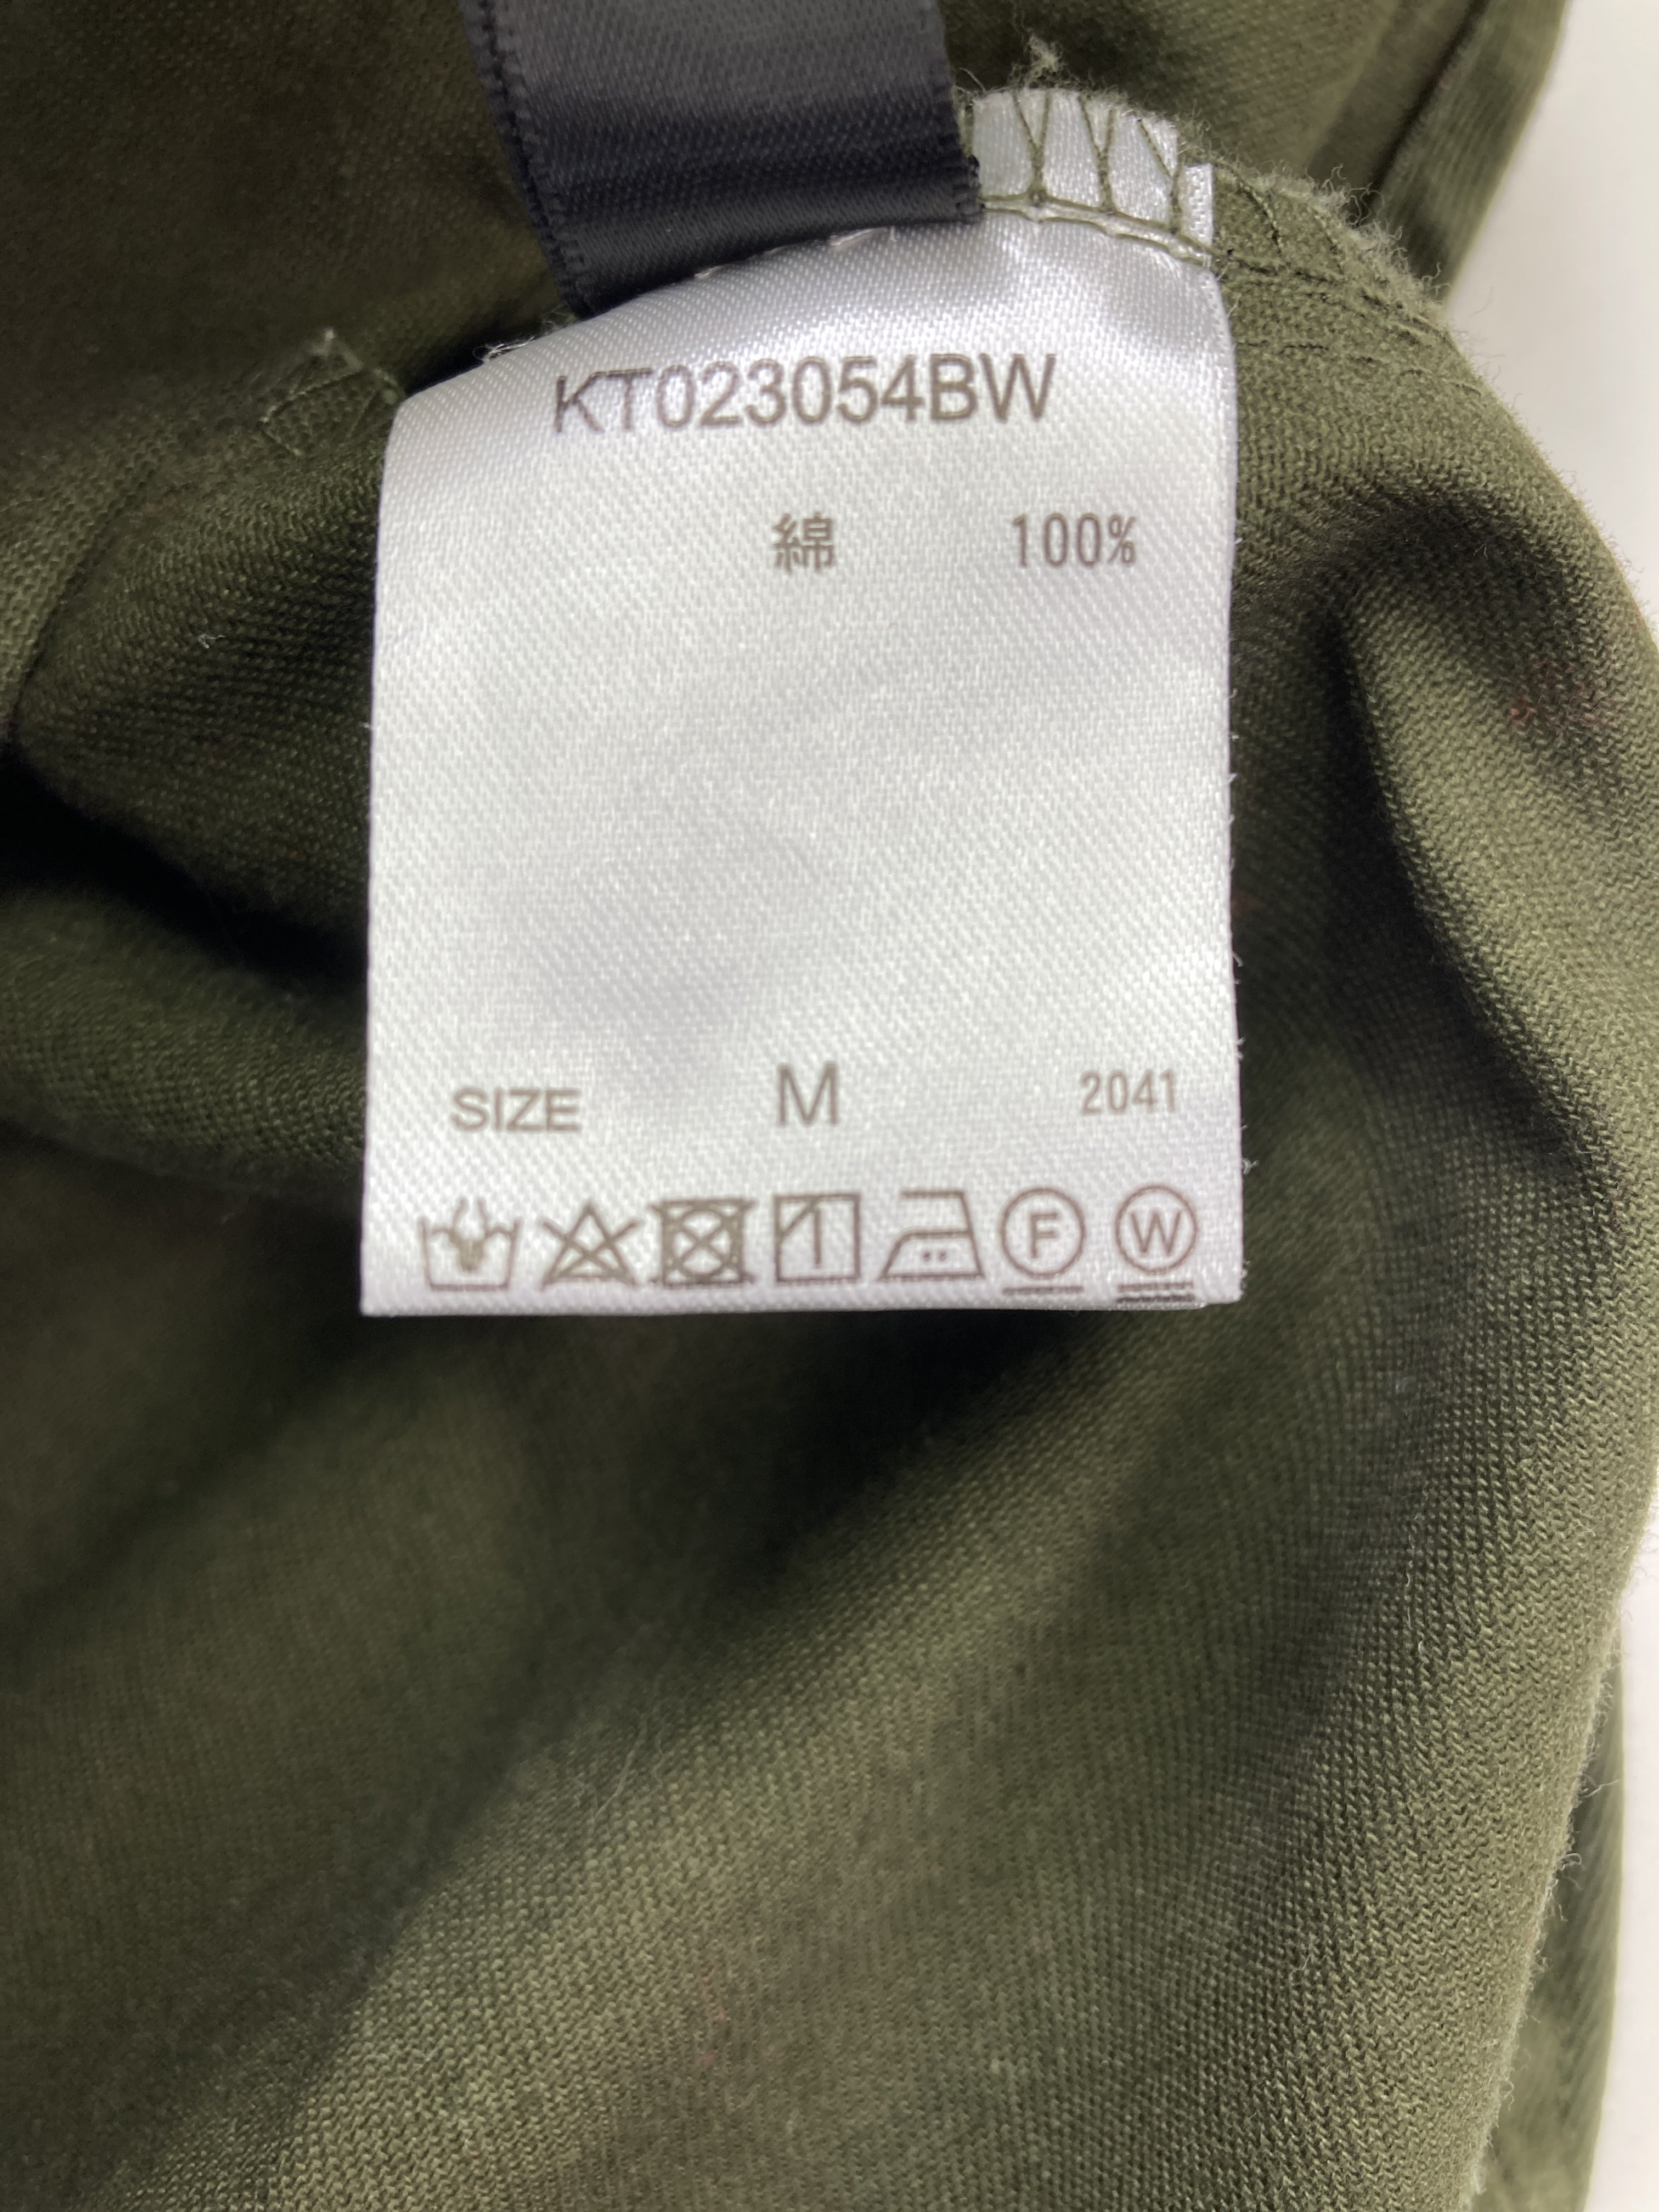 KT023054BW
綿 100%
SIZE M 2041
F W